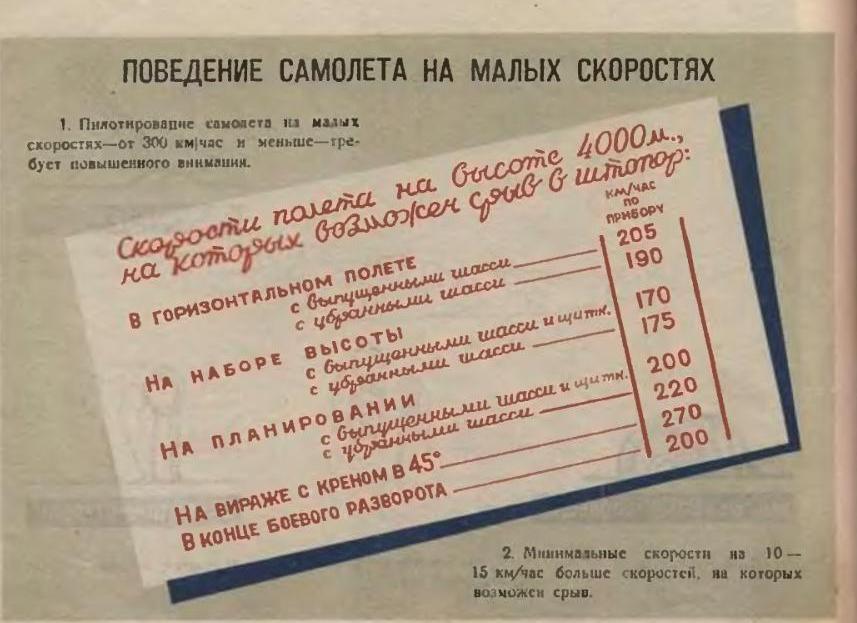 ПОВЕДЕНИЕ САМОЛЕТА НА МАЛЫХ СКОРОСТЯХ
1. Пилотирование самолета на малых
скоростях—от 300 км/час и меньше—тре-
бует повышенного внимания.
Скорости полета на высоте 4000м.,
на которых возможен срыв в штопор:
КМ/ЧАС
ПО
ПРИБОРУ
В ГОРИЗОНТАЛЬНОМ ПОЛЕТЕ
с выпущенными шасси 205
с убранными шасси 190
НА НАБОРЕ ВЫСОТЫ
с выпущенными шасси и щитк. 170
с убранными шасси 175
НА ПЛАНИРОВАНИИ
с выпущенными шасси и щитк. 200
с убранными шасси 220
НА ВИРАЖЕ С КРЕНОМ В 45° 270
В КОНЦЕ БОЕВОГО РАЗВОРОТА 200
2. Минимальные скорости на 10—
15 км/час больше скоростей, на которых
возможен срыв.